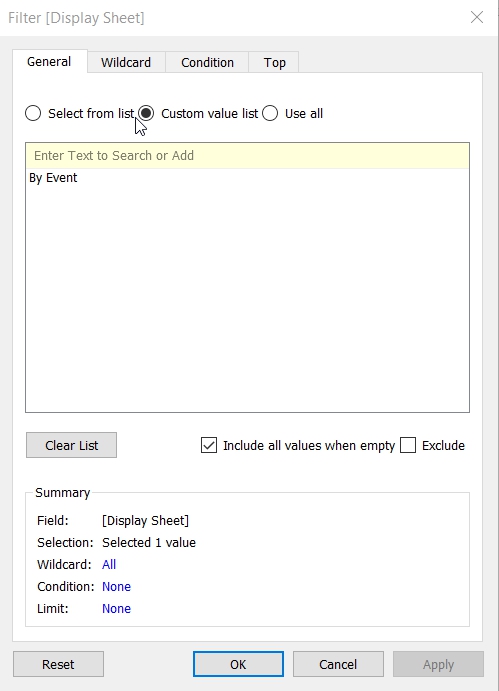 Filter [Display Sheet]
General Wildcard Condition Top
Select from list Custom value list Use all
Enter Text to Search or Add
By Event
Clear List Include all values when empty Exclude
Summary
Field: [Display Sheet]
Selection: Selected 1 value
Wildcard: All
Condition: None
Limit: None
Reset OK Cancel Apply